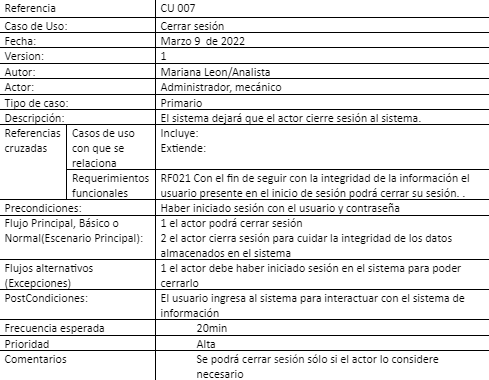 Referencia CU 007
Caso de Uso: Cerrar sesión
Fecha: Marzo 9 de 2022
Version: 1
Autor: Mariana Leon/Analista
Actor: Administrador, mecánico
Tipo de caso: Primario
Descripción: El sistema dejará que el actor cierre sesión al sistema.
Referencias cruzadas
Casos de uso con que se relaciona
Incluye:
Extiende:
Requerimientos funcionales
RF021 Con el fin de seguir con la integridad de la información el
usuario presente en el inicio de sesión podrá cerrar su sesión. .
Precondiciones: Haber iniciado sesión con el usuario y contraseña
Flujo Principal, Básico o
Normal(Escenario Principal):
1 el actor podrá cerrar sesión
2 el actor cierra sesión para cuidar la integridad de los datos
almacenados en el sistema
Flujos alternativos
(Excepciones)
1 el actor debe haber iniciado sesión en el sistema para poder
cerrarlo
PostCondiciones: El usuario ingresa al sistema para interactuar con el sistema de
información
Frecuencia esperada 20min
Prioridad Alta
Comentarios Se podrá cerrar sesión sólo si el actor lo considere
necesario